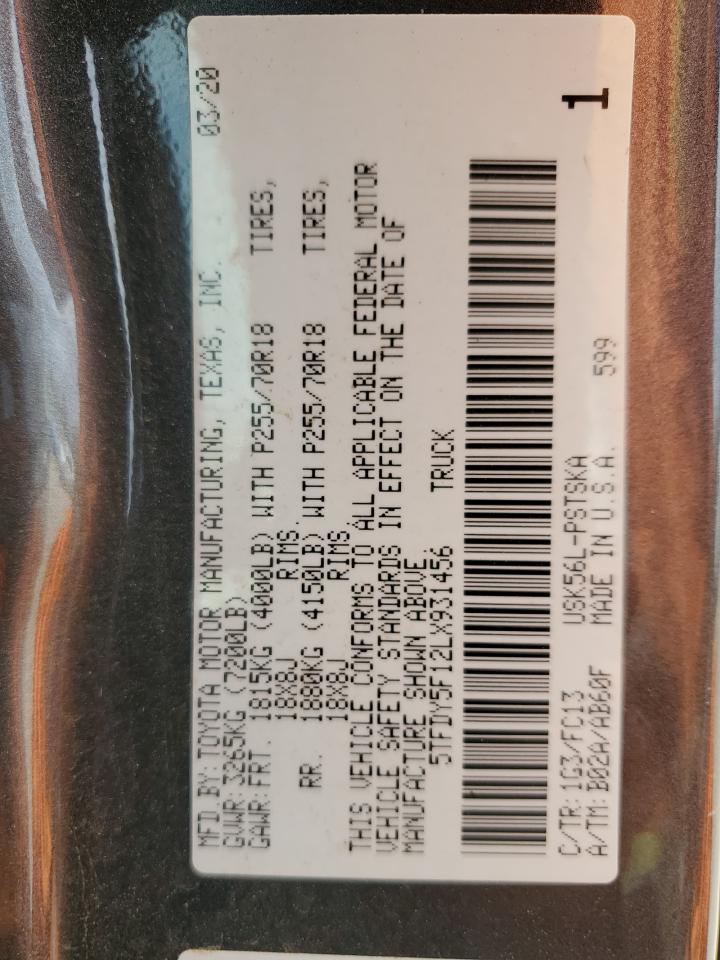 MFD.BY: TOYOTA MOTOR MANUFACTURING, TEXAS, INC. 03/20
GVWR: 3265KG (7200LB)
GAWR: FRT. 1815KG (4000LB) WITH P255/70R18 TIRES,
18X8J RIMS.
RR. 1880KG (4150LB) WITH P255/70R18 TIRES,
18X8J RIMS.
THIS VEHICLE CONFORMS TO ALL APPLICABLE FEDERAL MOTOR
VEHICLE SAFETY STANDARDS IN EFFECT ON THE DATE OF
MANUFACTURE SHOWN ABOVE.
5TFDY5F12LX931456 TRUCK
C/TR: 1G3/FC13 USK56L-PSTSKA 599 1
A/TM: B02A/AB60F MADE IN U.S.A.